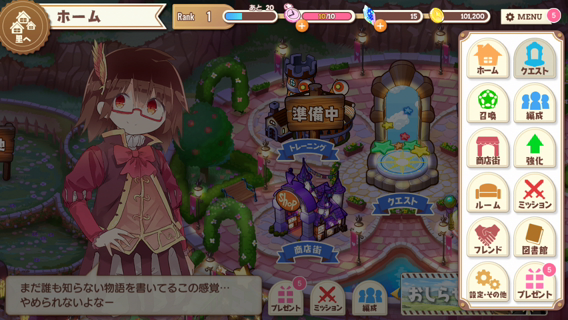 里へ
ホーム
Rank 1
あと 20
10/10
15
101,200
MENU
5
ホーム
クエスト
召喚
編成
商店街
強化
ルーム
ミッション
フレンド
図書館
設定・その他
プレゼント
5
準備中
トレーニング
クエスト
Shop
商店街
まだ誰も知らない物語を書いてるこの感覚…
やめられないよなー
プレゼント
5
ミッション
編成